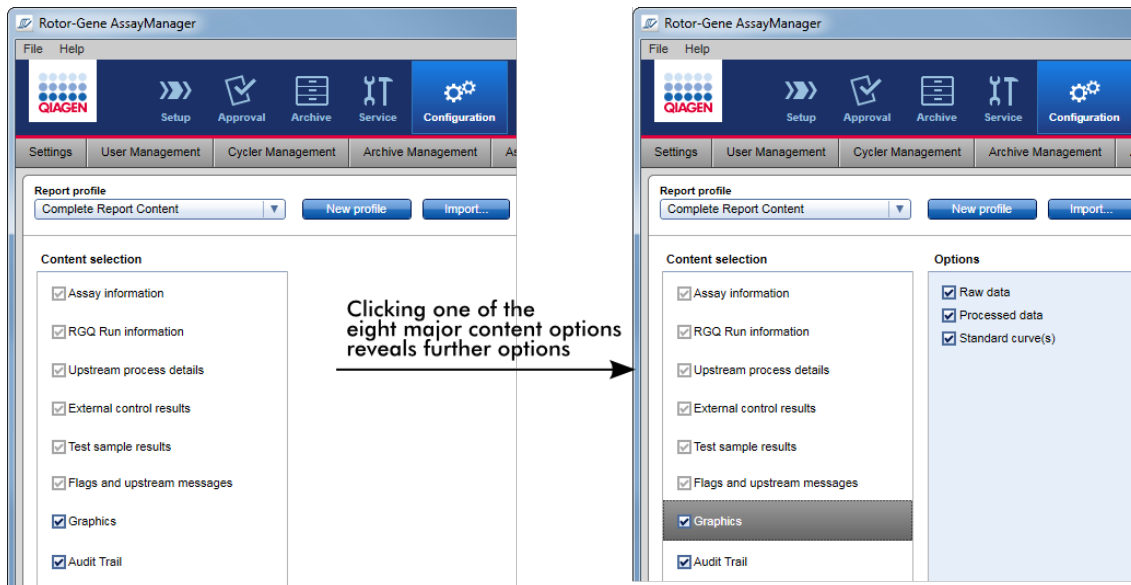 Rotor-Gene AssayManager
File Help
QIAGEN
Setup Approval Archive Service Configuration
Settings User Management Cycler Management Archive Management As
Report profile
Complete Report Content New profile Import...
Content selection
Assay information
RGQ Run information
Upstream process details
External control results
Test sample results
Flags and upstream messages
Graphics
Audit Trail
Clicking one of the
eight major content options
reveals further options
Rotor-Gene AssayManager
File Help
QIAGEN
Setup Approval Archive Service Configuration
Settings User Management Cycler Management Archive Management
Report profile
Complete Report Content New profile Import...
Content selection
Assay information
RGQ Run information
Upstream process details
External control results
Test sample results
Flags and upstream messages
Graphics
Audit Trail
Options
Raw data
Processed data
Standard curve(s)